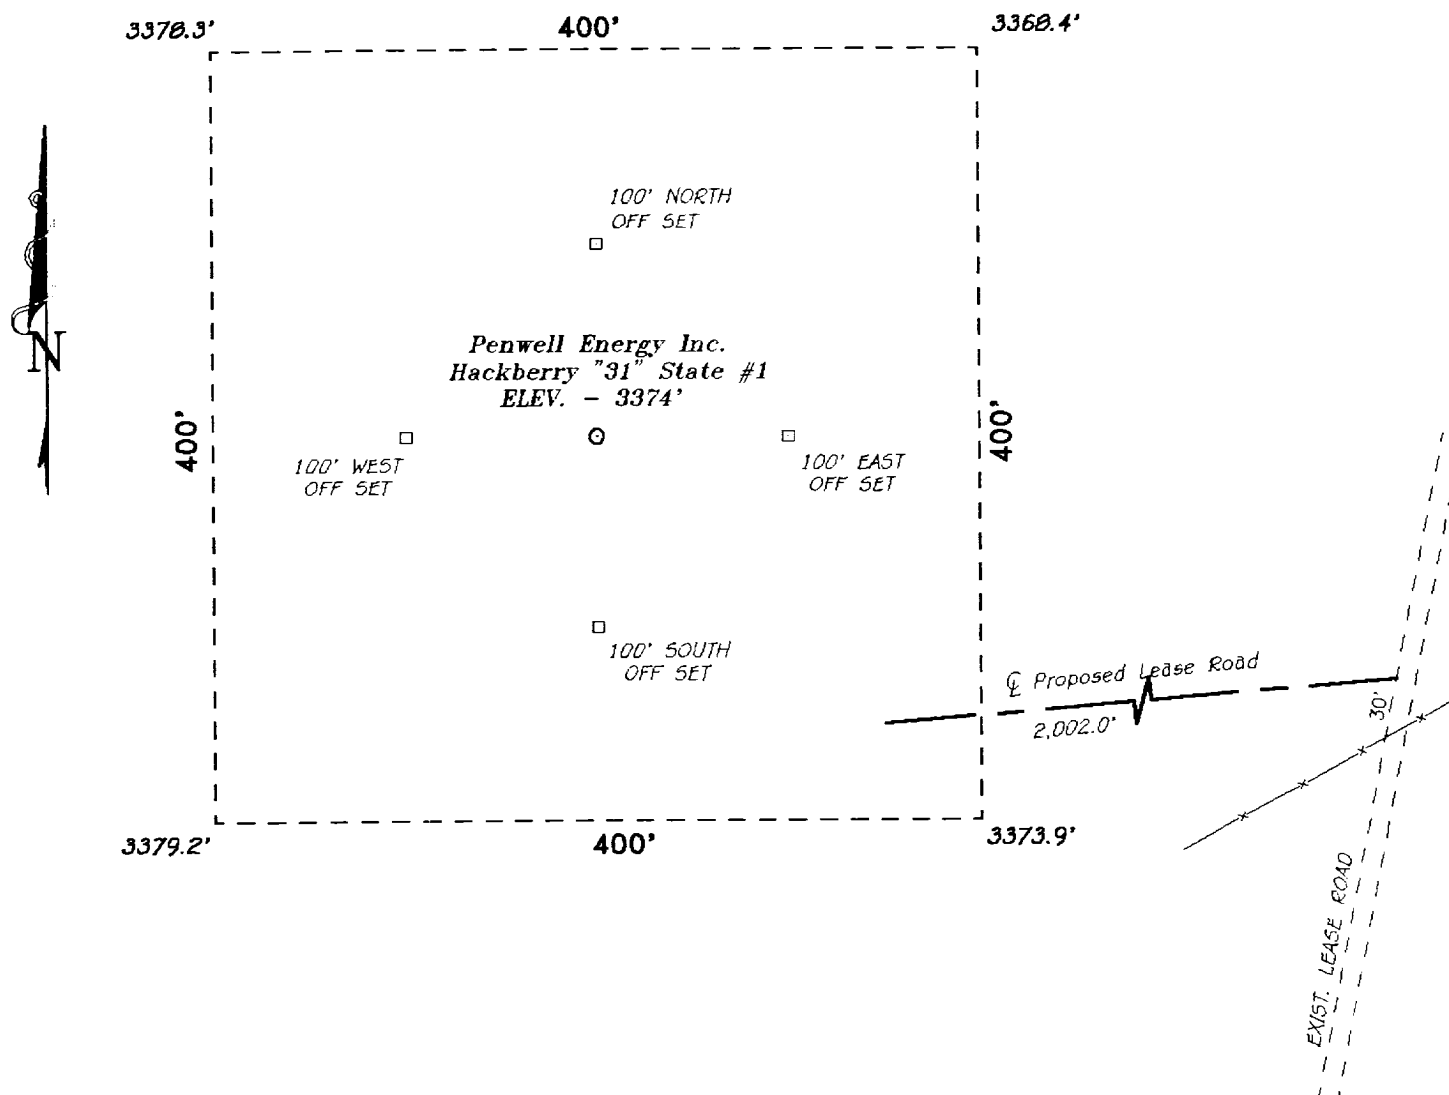 3378.3'
400'
3368.4'
100' NORTH
OFF SET
N
Penwell Energy Inc.
Hackberry "31" State #1
ELEV. - 3374'
400'
400'
100' WEST
OFF SET
100' EAST
OFF SET
100' SOUTH
OFF SET
℄ Proposed Lease Road
2,002.0'
30'
3379.2'
400'
3373.9'
EXIST. LEASE ROAD